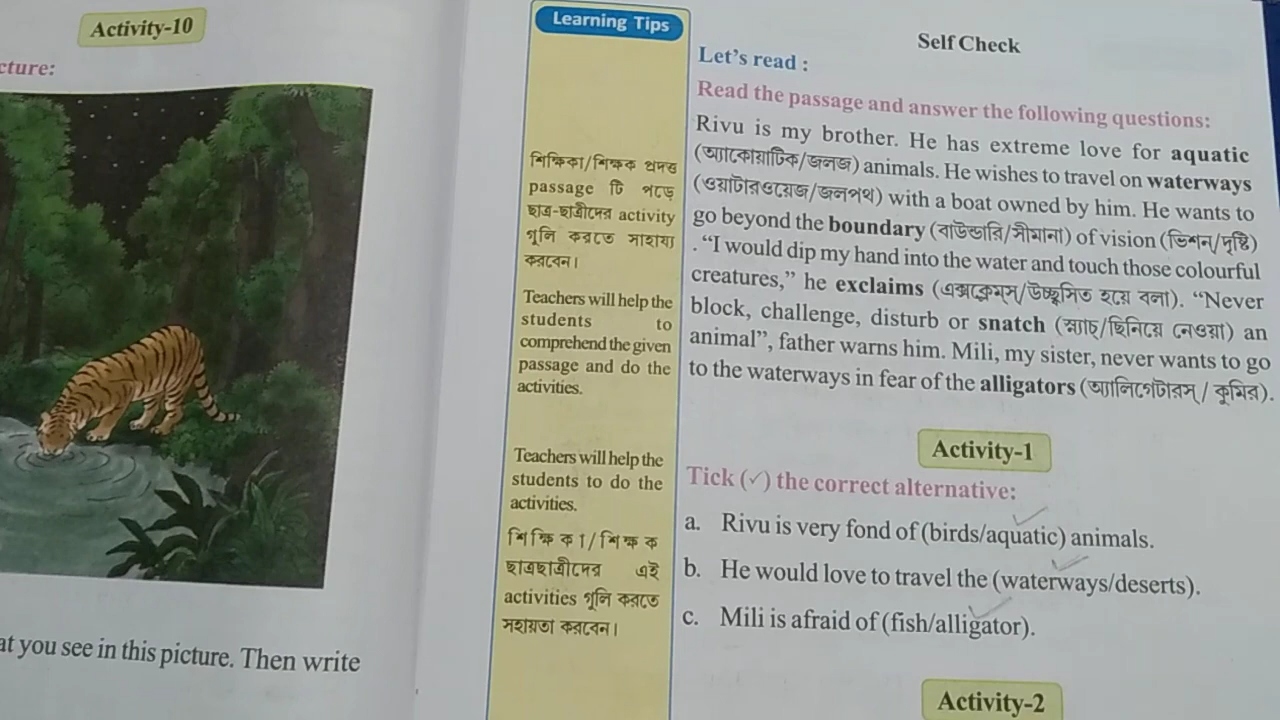 Activity-10
cture:
at you see in this picture. Then write
Learning Tips
শিক্ষিকা/শিক্ষক প্রদত্ত
passage টি পড়ে
ছাত্র-ছাত্রীদের activity
গুলি করতে সাহায্য
করবেন।
Teachers will help the
students to
comprehend the given
passage and do the
activities.
Teachers will help the
students to do the
activities.
শিক্ষিকা/শিক্ষক
ছাত্রছাত্রীদের এই
activities গুলি করতে
সহায়তা করবেন।
Self Check
Let's read :
Read the passage and answer the following questions:
Rivu is my brother. He has extreme love for aquatic
(অ্যাকোয়াটিক/জলজ) animals. He wishes to travel on waterways
(ওয়াটারওয়েজ/জলপথ) with a boat owned by him. He wants to
go beyond the boundary (বাউন্ডারি/সীমানা) of vision (ভিশন/দৃষ্টি)
. “I would dip my hand into the water and touch those colourful
creatures,” he exclaims (এক্সক্লেমস্/উচ্ছ্বসিত হয়ে বলা). “Never
block, challenge, disturb or snatch (স্ন্যাচ্/ছিনিয়ে নেওয়া) an
animal”, father warns him. Mili, my sister, never wants to go
to the waterways in fear of the alligators (অ্যালিগেটারস্ / কুমির).
Activity-1
Tick (✓) the correct alternative:
a. Rivu is very fond of (birds/aquatic) animals.
b. He would love to travel the (waterways/deserts).
c. Mili is afraid of (fish/alligator).
Activity-2